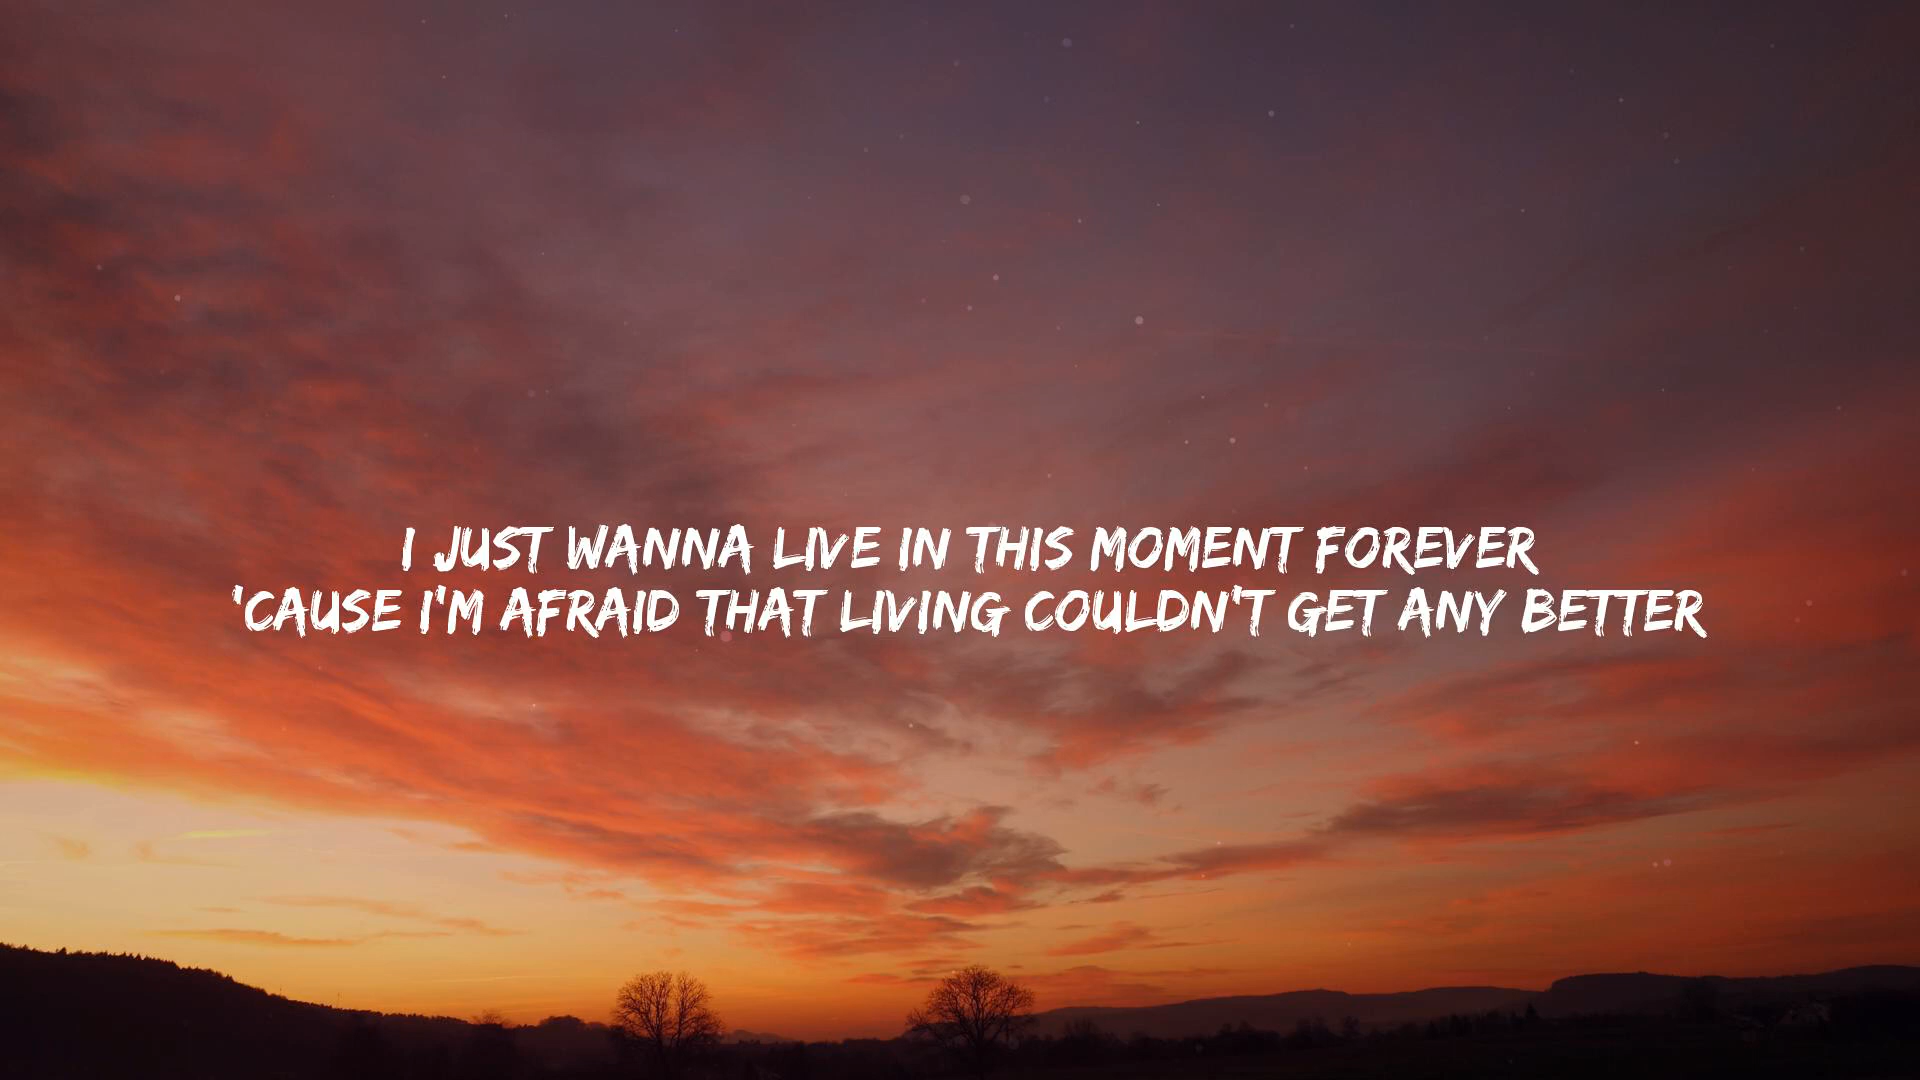 I JUST WANNA LIVE IN THIS MOMENT FOREVER
'CAUSE I'M AFRAID THAT LIVING COULDN'T GET ANY BETTER